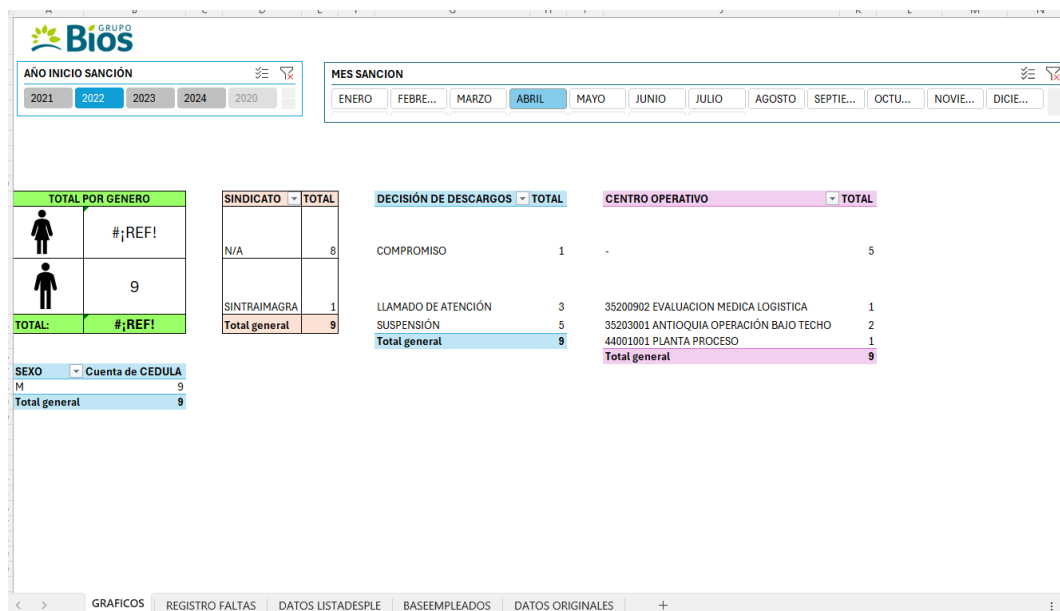 GRUPO
Bios
AÑO INICIO SANCIÓN
2021 2022 2023 2024 2020
MES SANCION
ENERO FEBRE... MARZO ABRIL MAYO JUNIO JULIO AGOSTO SEPTIE... OCTU... NOVIE... DICIE...
TOTAL POR GENERO
#¡REF!
9
TOTAL: #¡REF!
SINDICATO TOTAL
N/A 8
SINTRAIMAGRA 1
Total general 9
DECISIÓN DE DESCARGOS TOTAL
COMPROMISO 1
LLAMADO DE ATENCIÓN 3
SUSPENSIÓN 5
Total general 9
CENTRO OPERATIVO TOTAL
- 5
35200902 EVALUACION MEDICA LOGISTICA 1
35203001 ANTIOQUIA OPERACIÓN BAJO TECHO 2
44001001 PLANTA PROCESO 1
Total general 9
SEXO Cuenta de CEDULA
M 9
Total general 9
GRAFICOS REGISTRO FALTAS DATOS LISTADESPLE BASEEMPLEADOS DATOS ORIGINALES +